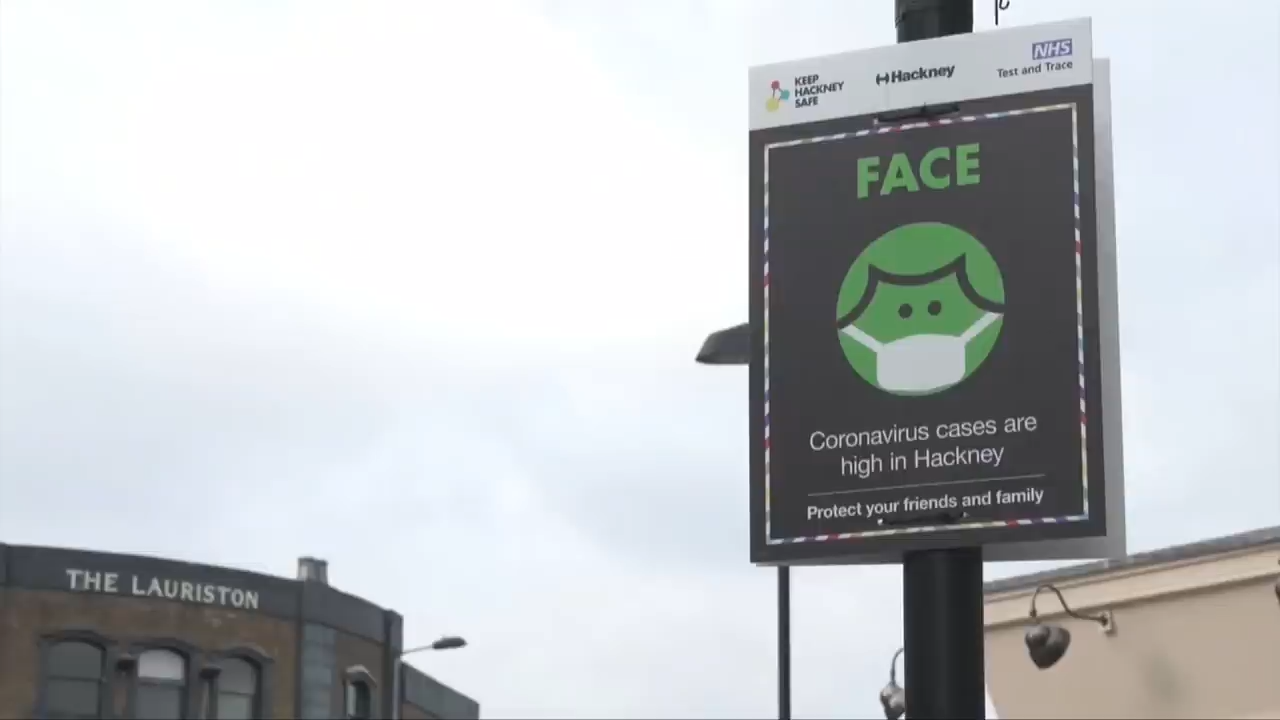 KEEP
HACKNEY
SAFE
Hackney
NHS
Test and Trace
FACE
Coronavirus cases are
high in Hackney
Protect your friends and family
THE LAURISTON